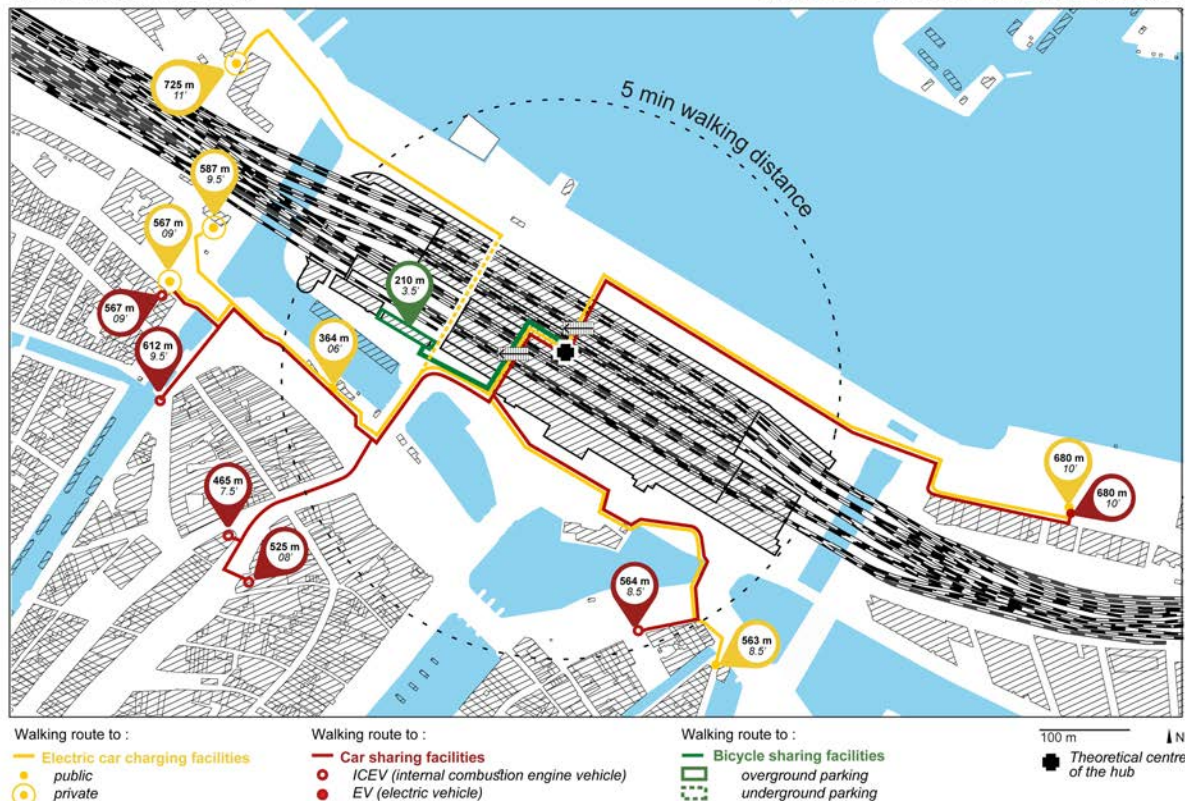 725 m
11'
5 min walking distance
587 m
9.5'
567 m
09'
210 m
3.5'
567 m
09'
612 m
9.5'
364 m
06'
680 m
10'
680 m
10'
465 m
7.5'
525 m
08'
564 m
8.5'
563 m
8.5'
Walking route to :
Electric car charging facilities
public
private
Walking route to :
Car sharing facilities
ICEV (internal combustion engine vehicle)
EV (electric vehicle)
Walking route to :
Bicycle sharing facilities
overground parking
underground parking
100 m
N
Theoretical centre
of the hub